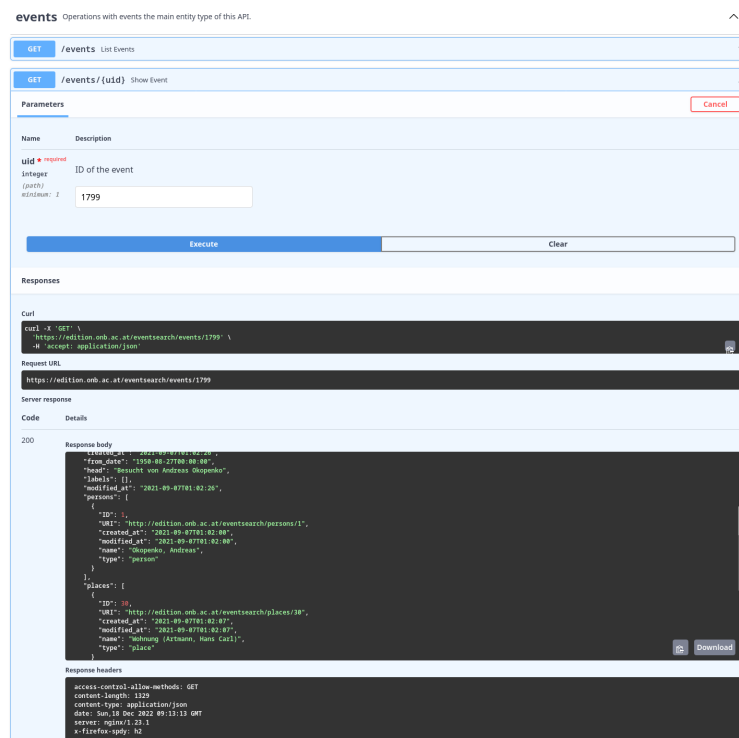 events Operations with events the main entity type of this API.
GET /events List Events
GET /events/{uid} Show Event
Parameters
Cancel
Name Description
uid * required
integer
(path)
minimum: 1
ID of the event
1799
Execute Clear
Responses
Curl
curl -X 'GET' \
'https://edition.onb.ac.at/eventsearch/events/1799' \
-H 'accept: application/json'
Request URL
https://edition.onb.ac.at/eventsearch/events/1799
Server response
Code Details
200
Response body
"created_at": "2021-09-07T01:02:26",
"from_date": "1950-08-27T00:00:00",
"head": "Besucht von Andreas Okopenko",
"labels": [],
"modified_at": "2021-09-07T01:02:26",
"persons": [
{
"ID": 1,
"URI": "http://edition.onb.ac.at/eventsearch/persons/1",
"created_at": "2021-09-07T01:02:00",
"modified_at": "2021-09-07T01:02:00",
"name": "Okopenko, Andreas",
"type": "person"
}
],
"places": [
{
"ID": 30,
"URI": "http://edition.onb.ac.at/eventsearch/places/30",
"created_at": "2021-09-07T01:02:07",
"modified_at": "2021-09-07T01:02:07",
"name": "Wohnung (Artmann, Hans Carl)",
"type": "place"
}
Download
Response headers
access-control-allow-methods: GET
content-length: 1329
content-type: application/json
date: Sun,18 Dec 2022 09:13:13 GMT
server: nginx/1.23.1
x-firefox-spdy: h2